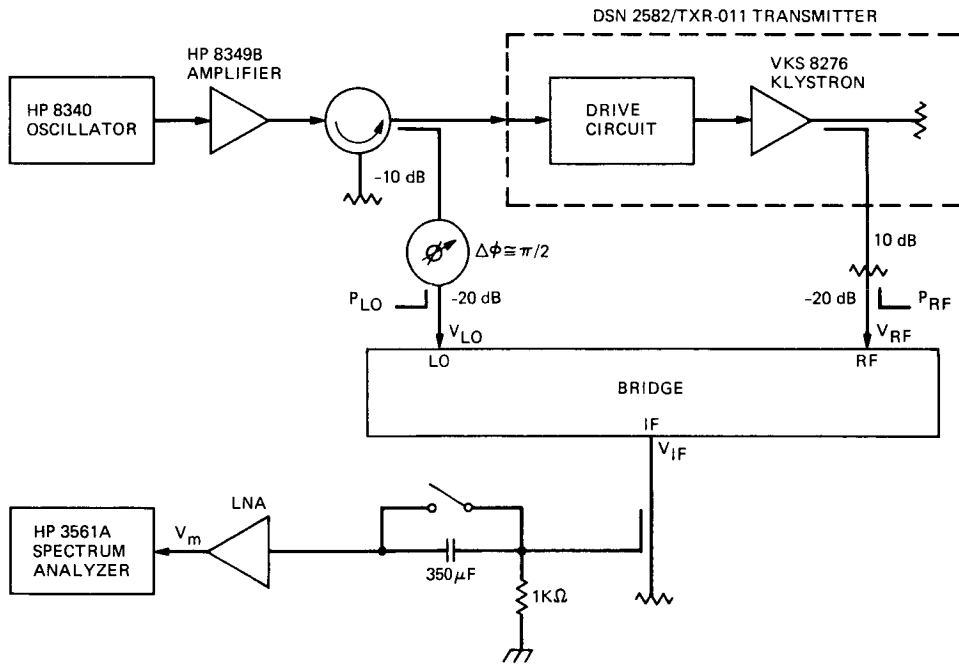 DSN 2582/TXR-011 TRANSMITTER
HP 8349B
AMPLIFIER
VKS 8276
KLYSTRON
HP 8340
OSCILLATOR
DRIVE
CIRCUIT
-10 dB
Δϕ≅π/2
10 dB
P_LO
-20 dB
-20 dB
P_RF
V_LO
V_RF
LO
RF
BRIDGE
IF
V_IF
LNA
HP 3561A
SPECTRUM
ANALYZER
V_m
350μF
1KΩ